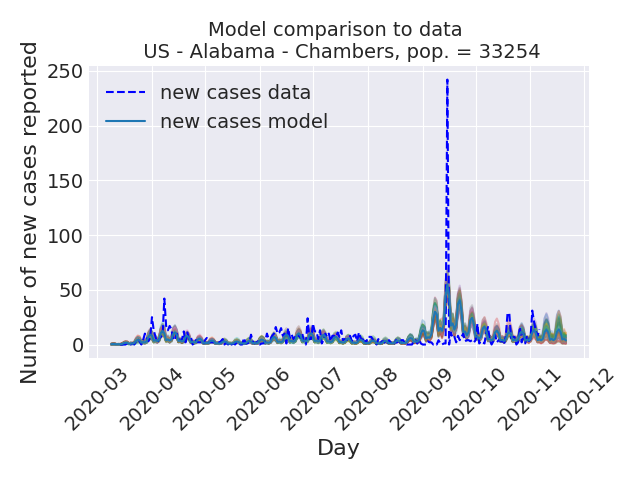 Model comparison to data
US - Alabama - Chambers, pop. = 33254
Number of new cases reported
250
200
150
100
50
0
new cases data
new cases model
2020-03
2020-04
2020-05
2020-06
2020-07
2020-08
2020-09
2020-10
2020-11
2020-12
Day